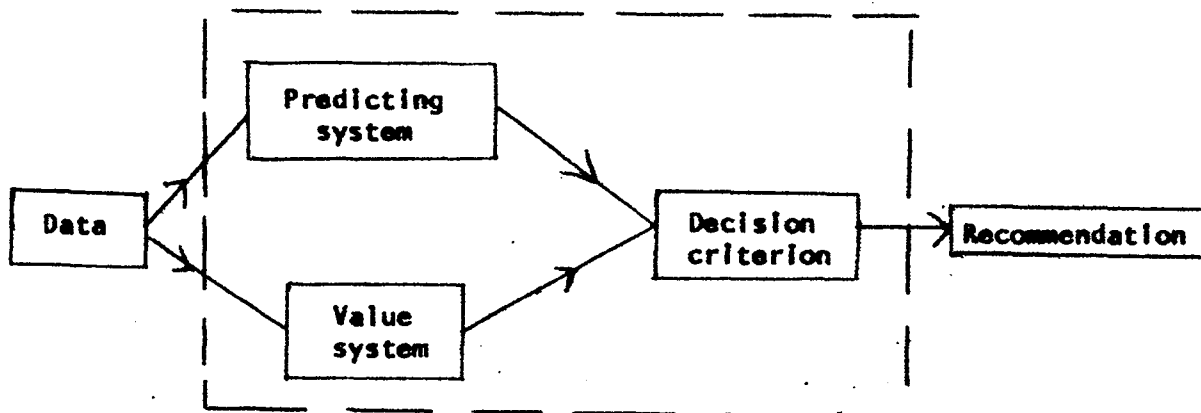 Predicting
system
Data
Decision
criterion
Recommendation
Value
system